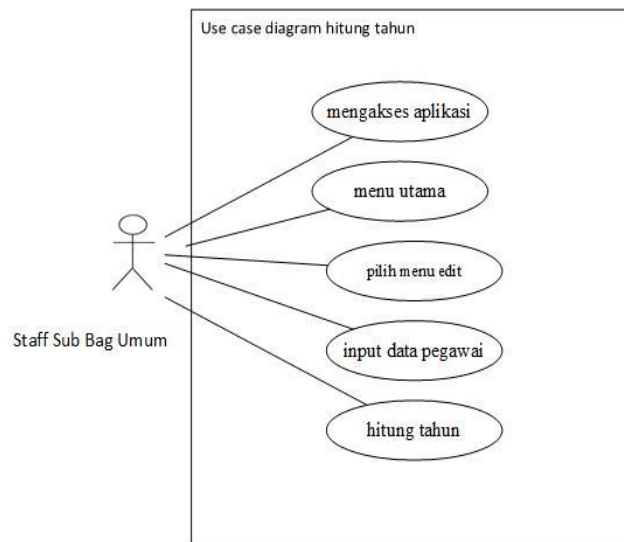 Use case diagram hitung tahun
mengakses aplikasi
menu utama
pilih menu edit
input data pegawai
hitung tahun
Staff Sub Bag Umum